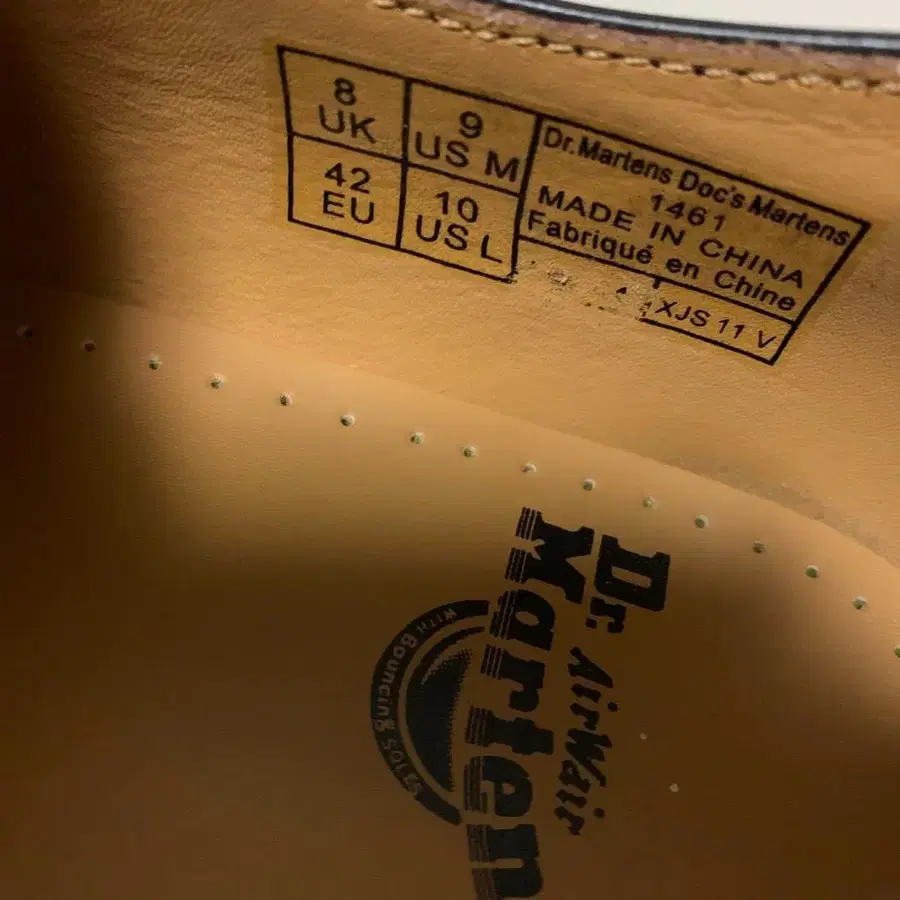 8
UK
9
US M
42
EU
10
US L
Dr.Martens Doc's Martens
1461
MADE IN CHINA
Fabriqué en Chine
XJS 11 V
Dr.
Marten
AirWair
WITH Bouncing SOLES